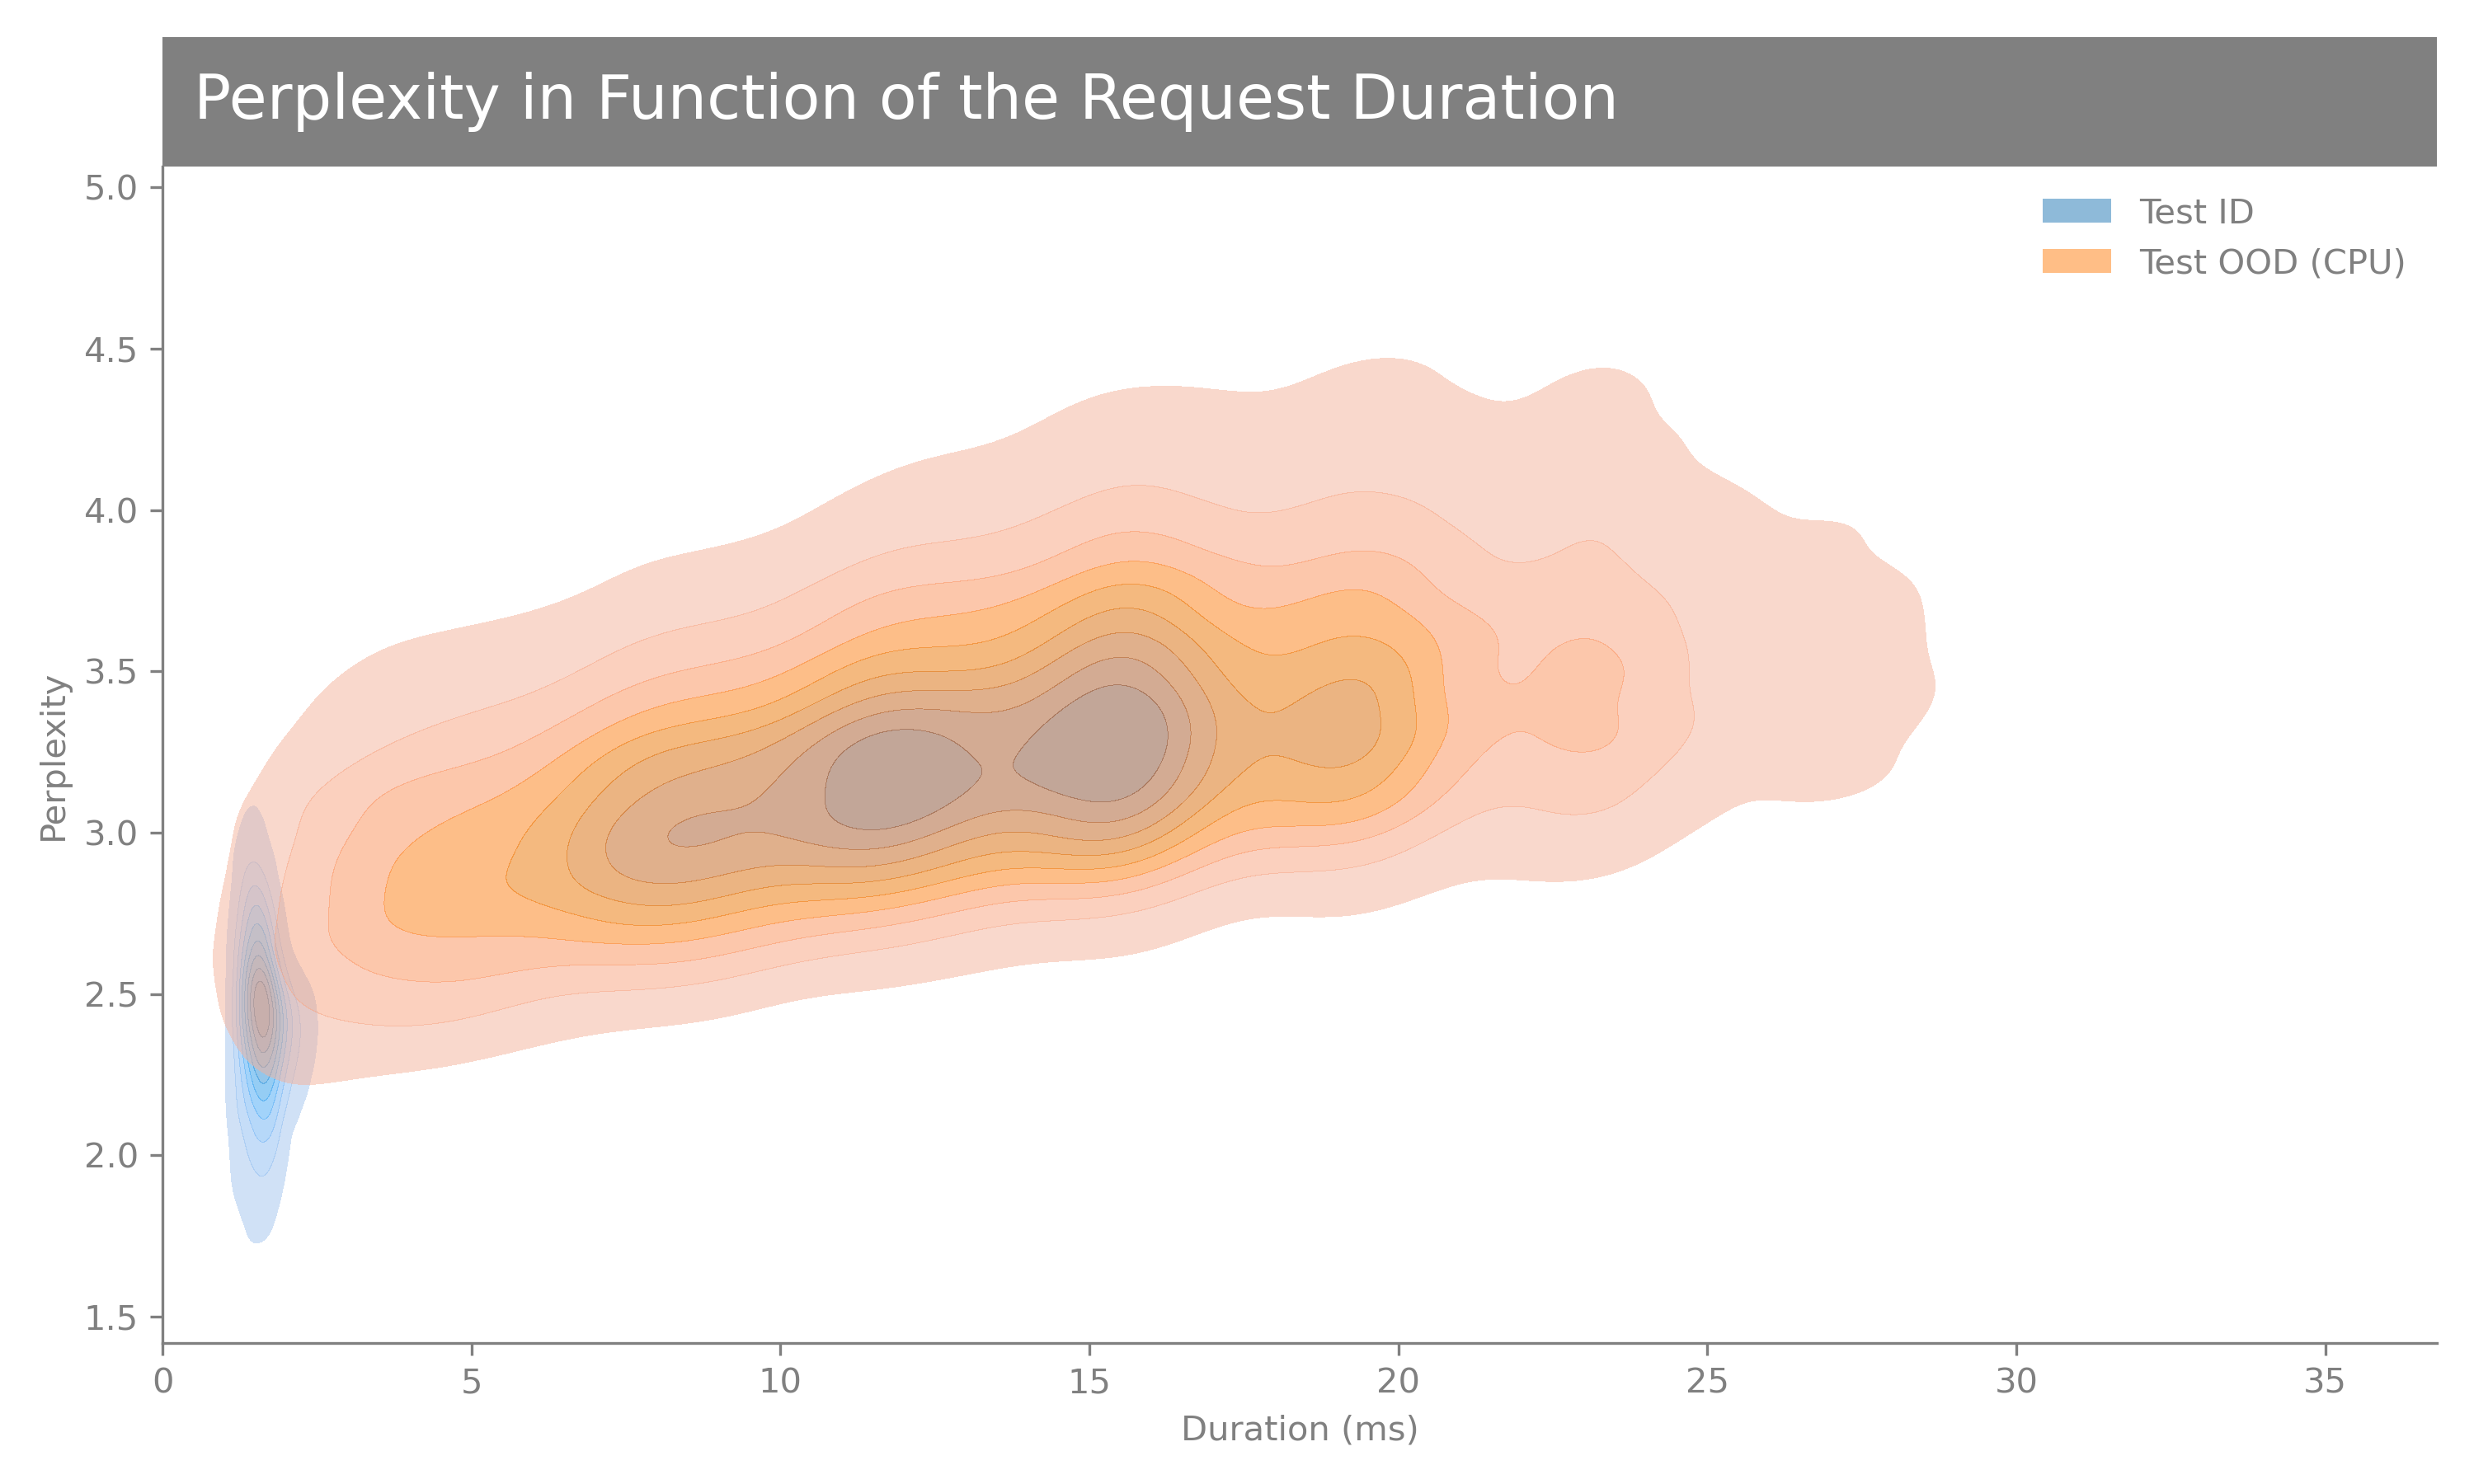 Perplexity in Function of the Request Duration
Test ID
Test OOD (CPU)
5.0
4.5
4.0
3.5
3.0
2.5
2.0
1.5
Perplexity
0 5 10 15 20 25 30 35
Duration (ms)